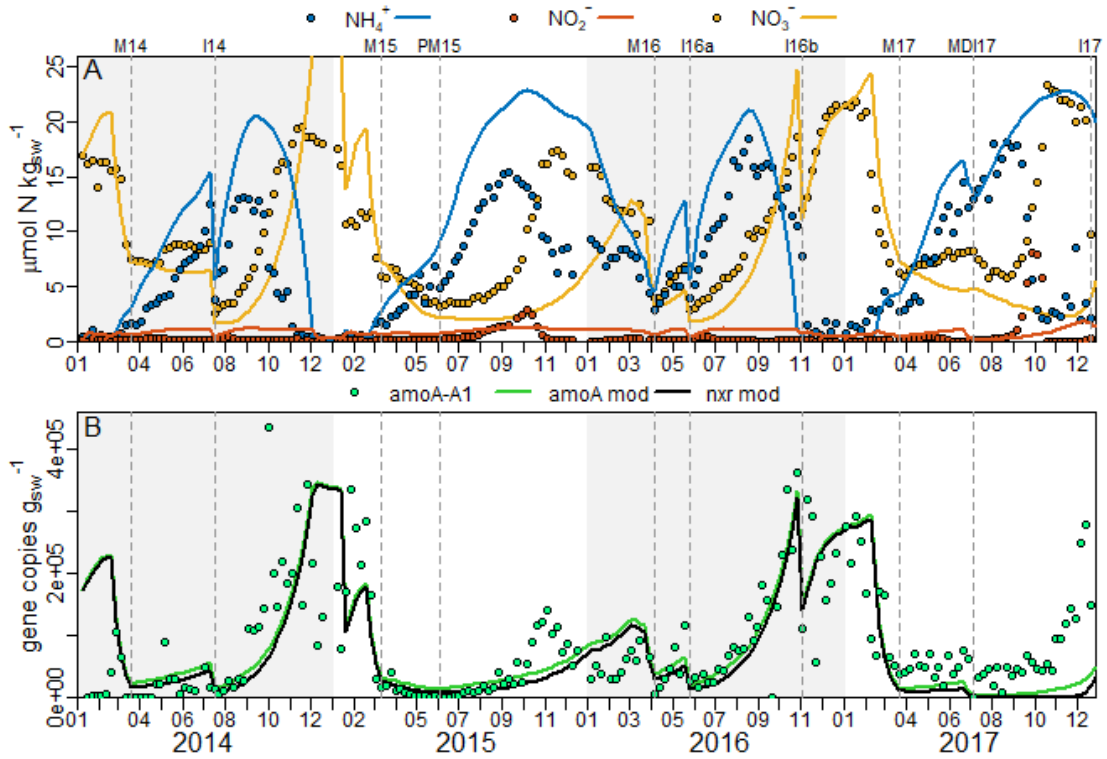 NH₄⁺ NO₂⁻ NO₃⁻
M14 I14 M15 PM15 M16 I16a I16b M17 MDI17 I17
A
μmol N kgsw⁻¹
0 5 10 15 20 25
01 04 06 08 10 12 02 05 07 09 11 01 03 05 07 09 11 01 04 06 08 10 12
amoA-A1 amoA mod nxr mod
B
gene copies gsw⁻¹
0e+00 2e+05 4e+05
01 04 06 08 10 12 02 05 07 09 11 01 03 05 07 09 11 01 04 06 08 10 12
2014 2015 2016 2017